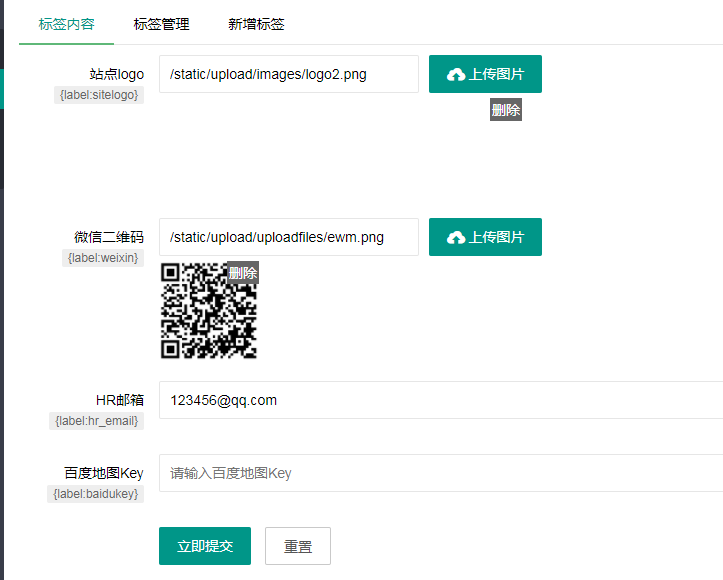 标签内容 标签管理 新增标签
站点logo /static/upload/images/logo2.png 上传图片
{label:sitelogo}
删除
微信二维码 /static/upload/uploadfiles/ewm.png 上传图片
{label:weixin}
删除
HR邮箱 123456@qq.com
{label:hr_email}
百度地图Key 请输入百度地图Key
{label:baidukey}
立即提交 重置